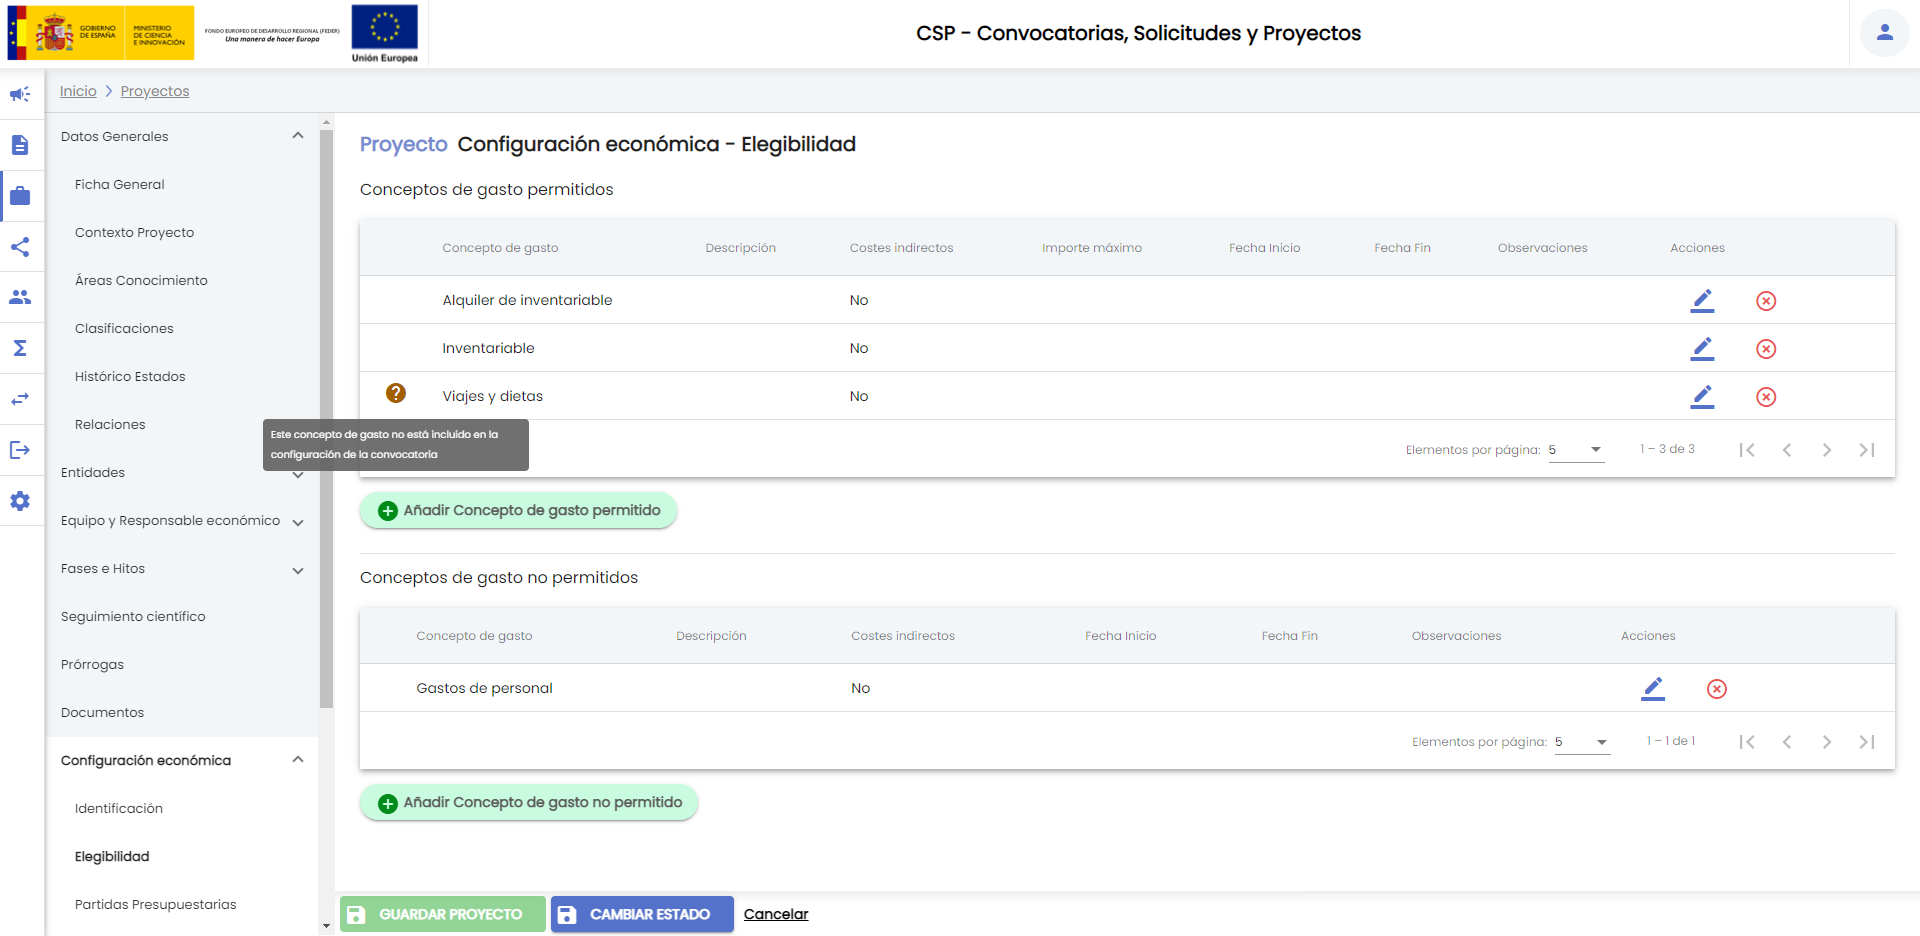 GOBIERNO
DE ESPAÑA
MINISTERIO
DE CIENCIA
E INNOVACIÓN
FONDO EUROPEO DE DESARROLLO REGIONAL (FEDER)
Una manera de hacer Europa
Unión Europea
CSP - Convocatorias, Solicitudes y Proyectos
Inicio > Proyectos
Datos Generales
Ficha General
Contexto Proyecto
Áreas Conocimiento
Clasificaciones
Histórico Estados
Relaciones
Entidades
Equipo y Responsable económico
Fases e Hitos
Seguimiento científico
Prórrogas
Documentos
Configuración económica
Identificación
Elegibilidad
Partidas Presupuestarias
Proyecto Configuración económica - Elegibilidad
Conceptos de gasto permitidos
Concepto de gasto Descripción Costes indirectos Importe máximo Fecha Inicio Fecha Fin Observaciones Acciones
Alquiler de inventariable No
Inventariable No
? Viajes y dietas No
Este concepto de gasto no está incluido en la
configuración de la convocatoria
Elementos por página: 5 1 – 3 de 3
Añadir Concepto de gasto permitido
Conceptos de gasto no permitidos
Concepto de gasto Descripción Costes indirectos Fecha Inicio Fecha Fin Observaciones Acciones
Gastos de personal No
Elementos por página: 5 1 – 1 de 1
Añadir Concepto de gasto no permitido
GUARDAR PROYECTO CAMBIAR ESTADO Cancelar